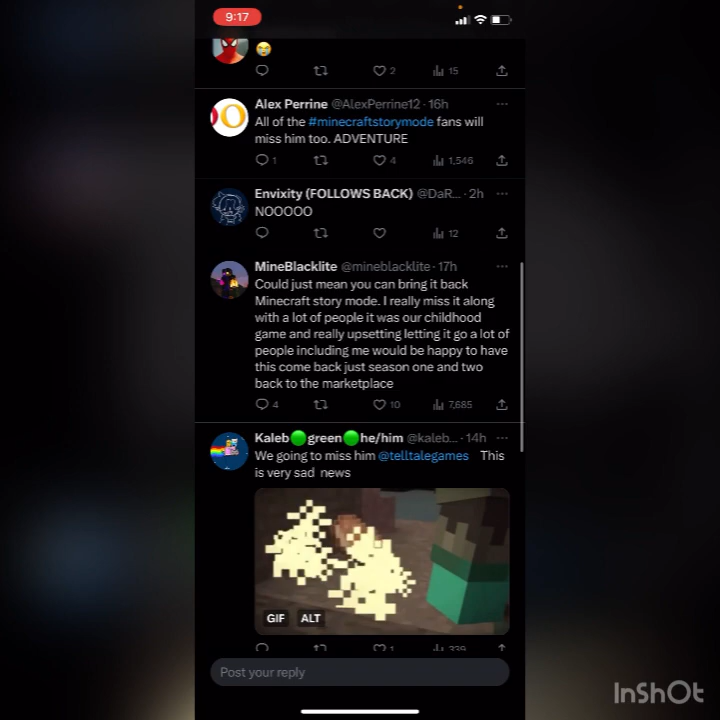 9:17
😭
2 15
Alex Perrine @AlexPerrine12 · 16h
All of the #minecraftstorymode fans will
miss him too. ADVENTURE
1 4 1,546
Envixity (FOLLOWS BACK) @DaR... · 2h
NOOOOO
12
MineBlacklite @mineblacklite · 17h
Could just mean you can bring it back
Minecraft story mode. I really miss it along
with a lot of people it was our childhood
game and really upsetting letting it go a lot of
people including me would be happy to have
this come back just season one and two
back to the marketplace
4 10 7,685
Kaleb🟢green🟢he/him @kaleb... · 14h
We going to miss him @telltalegames This
is very sad news
GIF ALT
1 339
Post your reply
InShOt